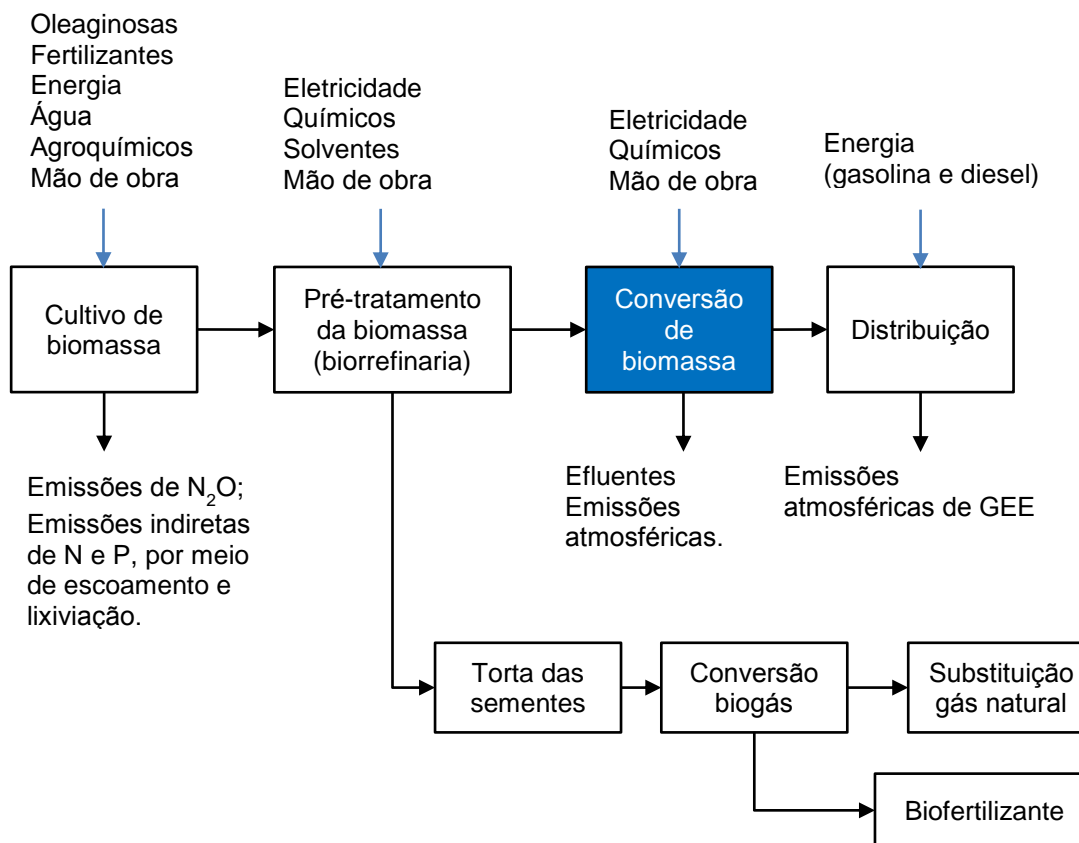 Oleaginosas
Fertilizantes
Energia
Água
Agroquímicos
Mão de obra
Eletricidade
Químicos
Solventes
Mão de obra
Eletricidade
Químicos
Mão de obra
Energia
(gasolina e diesel)
Cultivo de
biomassa
Pré-tratamento
da biomassa
(biorrefinaria)
Conversão
de
biomassa
Distribuição
Emissões de N₂O;
Emissões indiretas
de N e P, por meio
de escoamento e
lixiviação.
Efluentes
Emissões
atmosféricas.
Emissões
atmosféricas de GEE
Torta das
sementes
Conversão
biogás
Substituição
gás natural
Biofertilizante